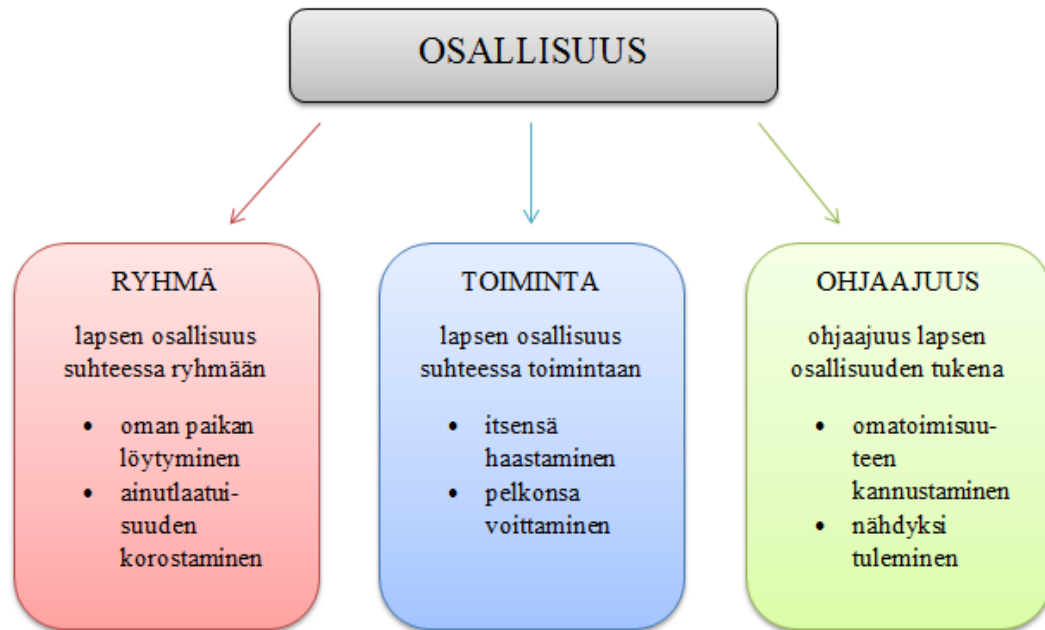 OSALLISUUS
RYHMÄ
lapsen osallisuus
suhteessa ryhmään
• oman paikan
löytyminen
• ainutlaatui-
suuden
korostaminen
TOIMINTA
lapsen osallisuus
suhteessa toimintaan
• itsensä
haastaminen
• pelkonsa
voittaminen
OHJAAJUUS
ohjaajuus lapsen
osallisuuden tukena
• omatoimisuu-
teen
kannustaminen
• nähdyksi
tuleminen